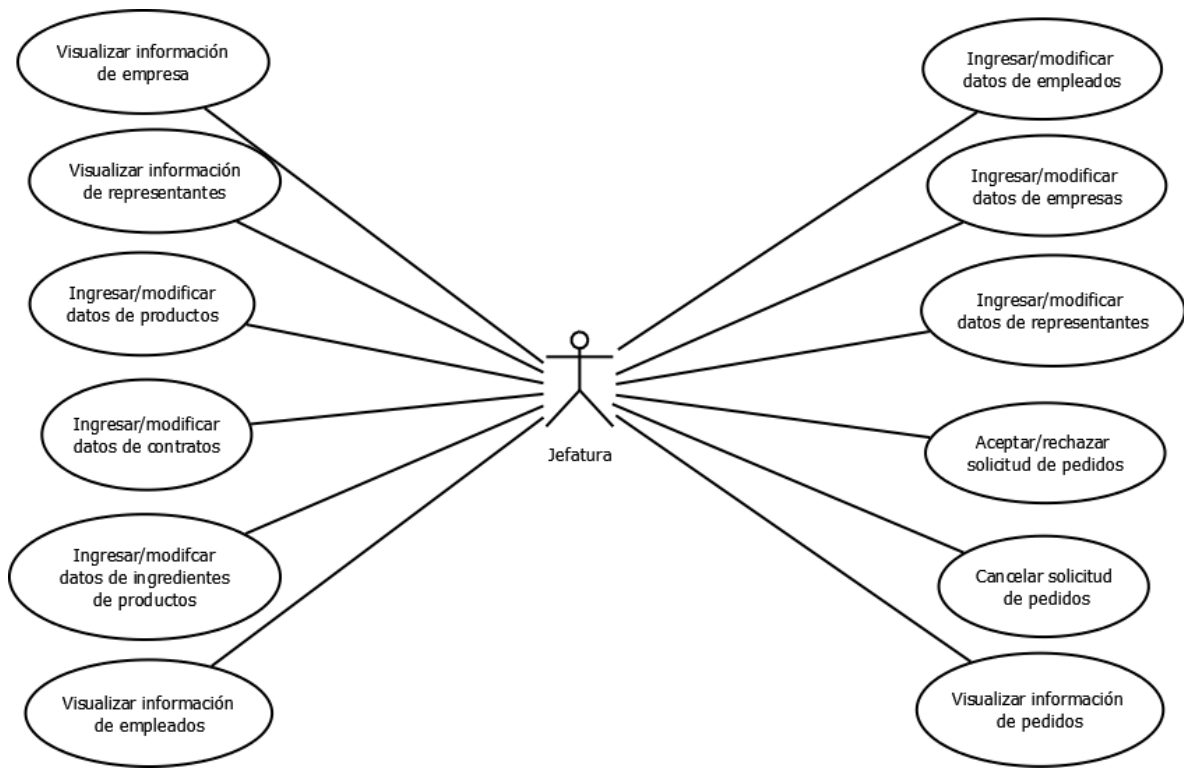 Visualizar información
de empresa
Visualizar información
de representantes
Ingresar/modificar
datos de productos
Ingresar/modificar
datos de contratos
Ingresar/modifcar
datos de ingredientes
de productos
Visualizar información
de empleados
Jefatura
Ingresar/modificar
datos de empleados
Ingresar/modificar
datos de empresas
Ingresar/modificar
datos de representantes
Aceptar/rechazar
solicitud de pedidos
Cancelar solicitud
de pedidos
Visualizar información
de pedidos